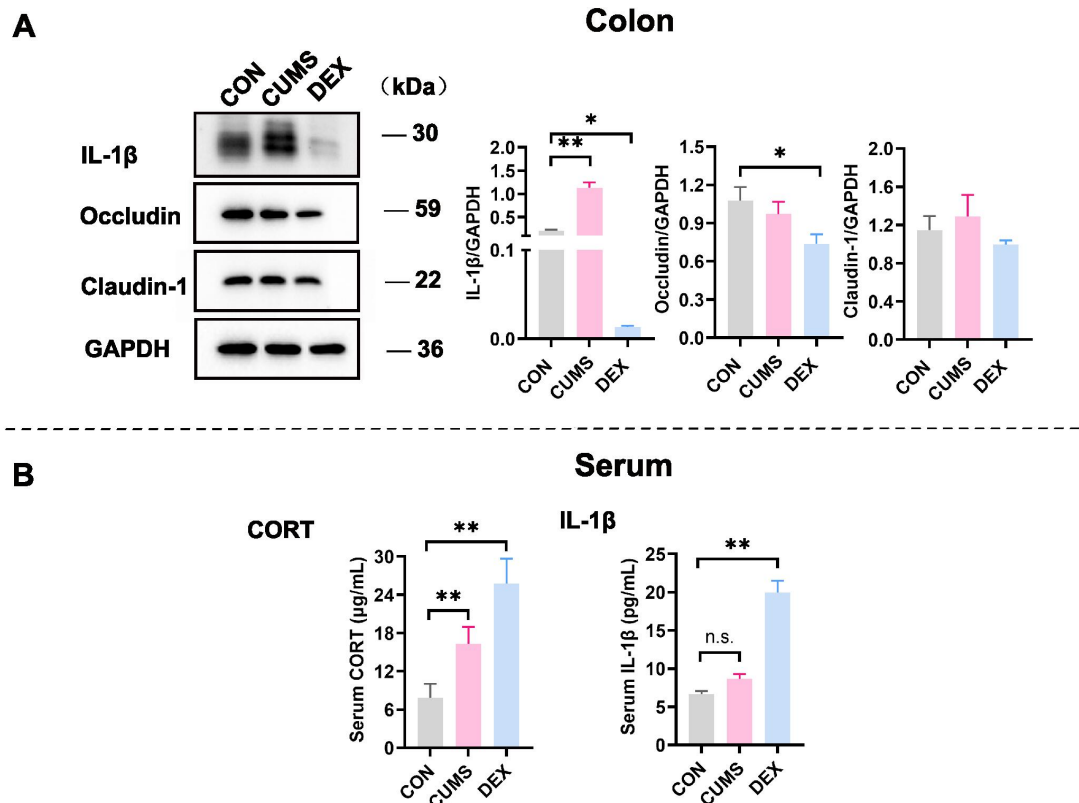 A
Colon
CON CUMS DEX (kDa)
IL-1β — 30
Occludin — 59
Claudin-1 — 22
GAPDH — 36
IL-1β/GAPDH
2.0
1.5
1.0
0.5
0.1
0.0
* **
CON CUMS DEX
Occludin/GAPDH
1.5
1.2
0.9
0.6
0.3
0.0
*
CON CUMS DEX
Claudin-1/GAPDH
2.0
1.6
1.2
0.8
0.4
0.0
CON CUMS DEX
B
Serum
CORT
Serum CORT (μg/mL)
30
24
18
12
6
0
** **
CON CUMS DEX
IL-1β
Serum IL-1β (pg/mL)
25
20
15
10
5
0
**
n.s.
CON CUMS DEX